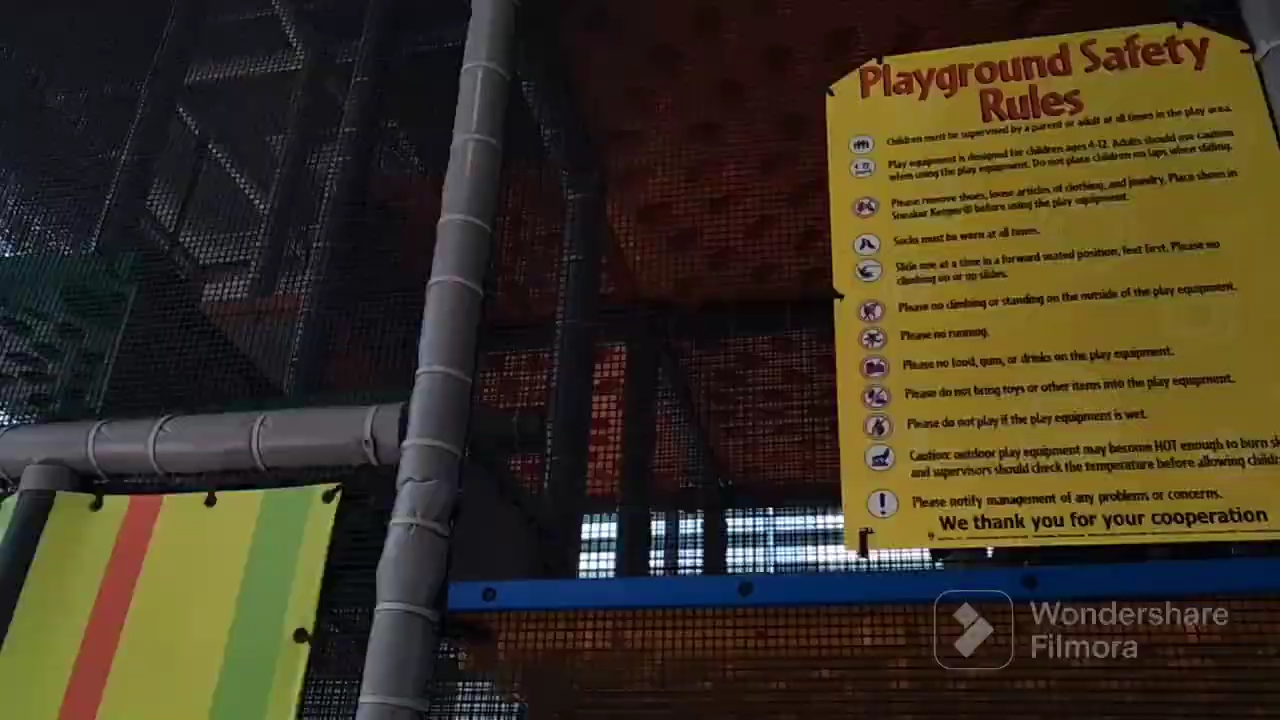 Playground Safety
Rules
Children must be supervised by a parent or adult at all times in the play area.
Play equipment is designed for children ages 4-12. Adults should use caution
when using the play equipment. Do not place children on laps when sliding.
Please remove shoes, loose articles of clothing, and jewelry. Place shoes in
Sneaker Keeper® before using the play equipment.
Socks must be worn at all times.
Slide one at a time in a forward seated position, feet first. Please no
climbing on or up slides.
Please no climbing or standing on the outside of the play equipment.
Please no running.
Please no food, gum, or drinks on the play equipment.
Please do not bring toys or other items into the play equipment.
Please do not play if the play equipment is wet.
Caution: outdoor play equipment may become HOT enough to burn
and supervisors should check the temperature before allowing
Please notify management of any problems or concerns.
We thank you for your cooperation
Wondershare
Filmora